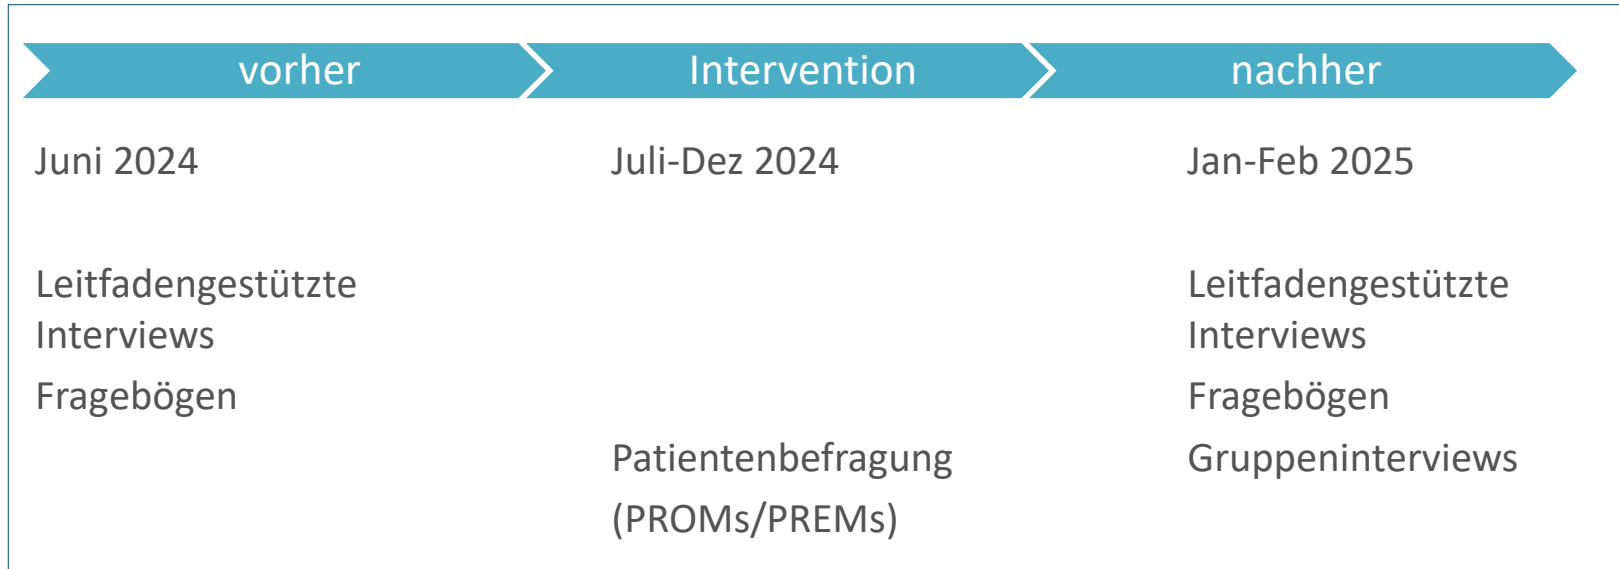 vorher
Intervention
nachher
Juni 2024
Juli-Dez 2024
Jan-Feb 2025
Leitfadengestützte
Interviews
Fragebögen
Patientenbefragung
(PROMs/PREMs)
Leitfadengestützte
Interviews
Fragebögen
Gruppeninterviews